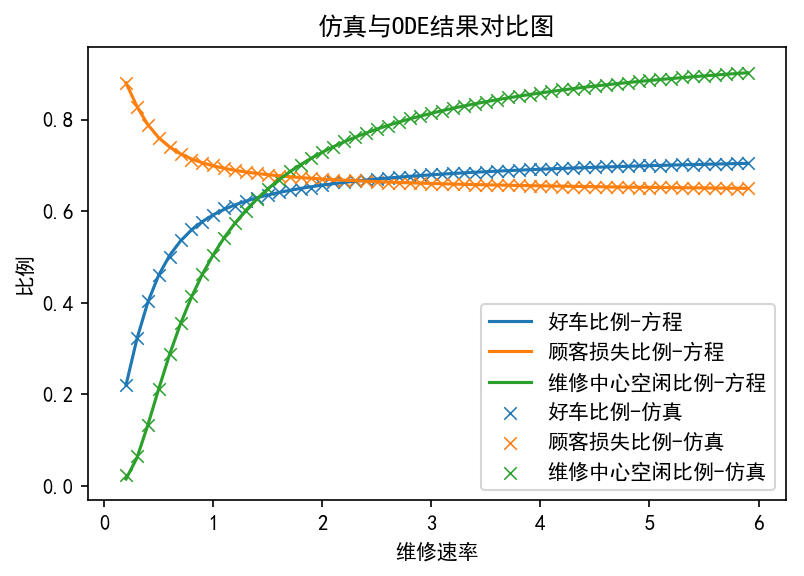 仿真与ODE结果对比图
比例
0.8
0.6
0.4
0.2
0.0
好车比例-方程
顾客损失比例-方程
维修中心空闲比例-方程
好车比例-仿真
顾客损失比例-仿真
维修中心空闲比例-仿真
0 1 2 3 4 5 6
维修速率